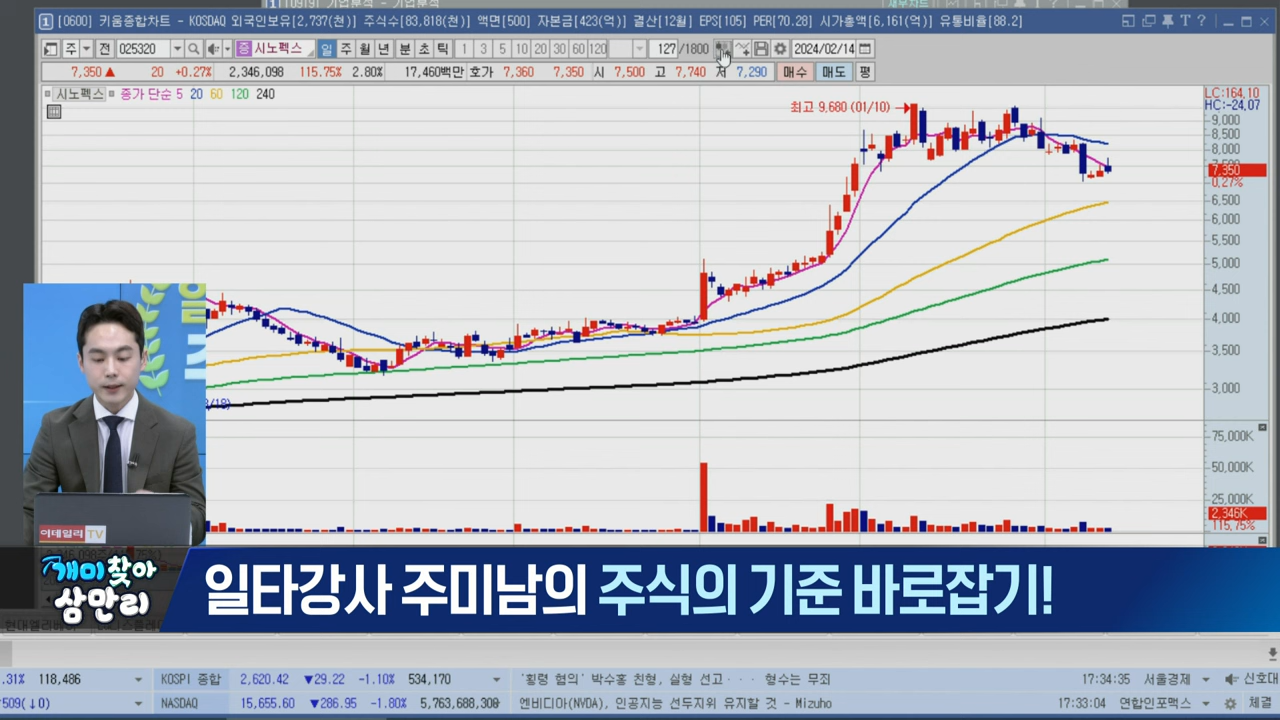 [0600] 키움종합차트 - KOSDAQ 외국인보유[2,737(천)] 주식수[83,818(천)] 액면[500] 자본금[423(억)] 결산[12월] EPS[105] PER[70.28] 시가총액[6,161(억)] 유통비율[88.2]
주 전 025320 증 시노펙스 일 주 월 년 분 초 틱 1 3 5 10 20 30 60 120 127 /1800 2024/02/14
7,350 ▲ 20 +0.27% 2,346,098 115.75% 2.80% 17,460백만 호가 7,360 7,350 시 7,500 고 7,740 저 7,290 매수 매도 평
시노펙스 종가 단순 5 20 60 120 240
LC:164.10
HC:-24.07
최고 9,680 (01/10)
9,000
8,500
8,000
7,350
0.27%
6,500
6,000
5,500
5,000
4,500
4,000
3,500
3,000
75,000K
50,000K
25,000K
2,346K
115.75%
이데일리 TV
개미찾아 삼만리
일타강사 주미남의 주식의 기준 바로잡기!
.31% 118,486 KOSPI 종합 2,620.42 ▼29.22 -1.10% 534,170 '횡령 협의' 박수홍 친형, 실형 선고··· 형수는 무죄 17:34:35 서울경제 신호대
509(↓0) NASDAQ 15,655.60 ▼286.95 -1.80% 5,763,688,308 엔비디아(NVDA), 인공지능 선두지위 유지할 것 - Mizuho 17:33:04 연합인포맥스 체결